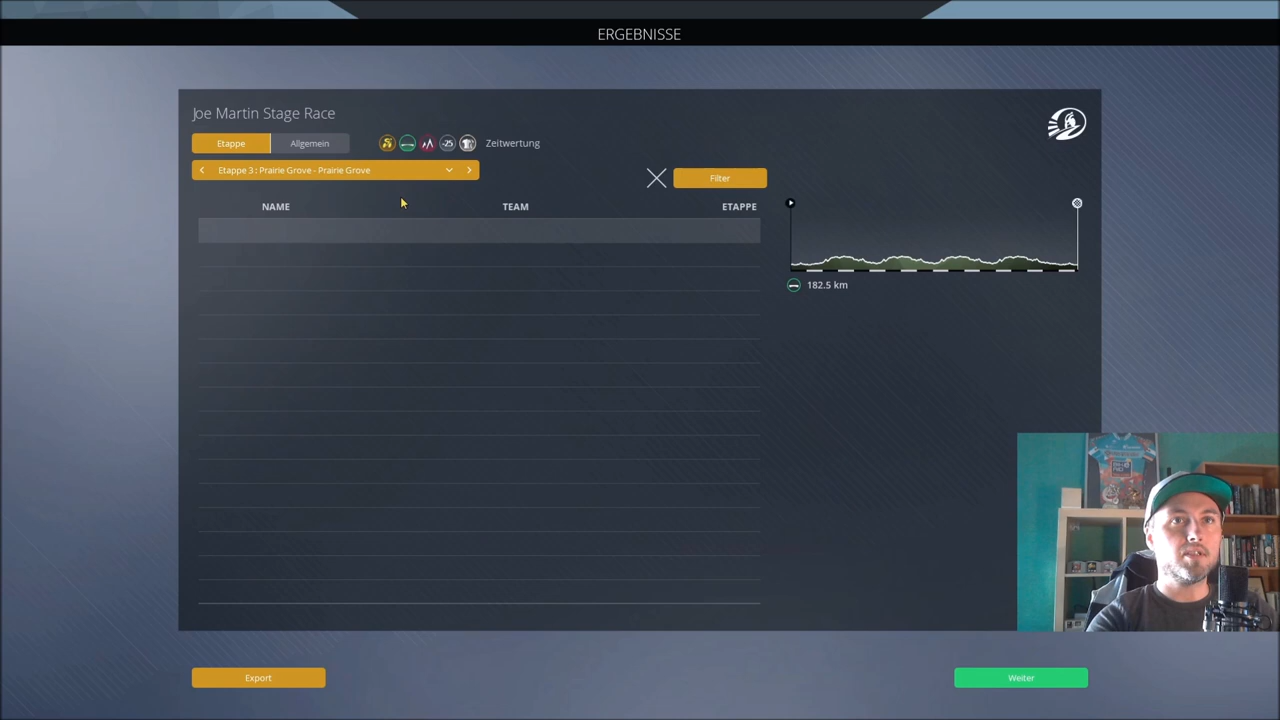 ERGEBNISSE
Joe Martin Stage Race
Etappe Allgemein -25 Zeitwertung
Etappe 3 : Prairie Grove - Prairie Grove
Filter
NAME TEAM ETAPPE
182.5 km
Export Weiter